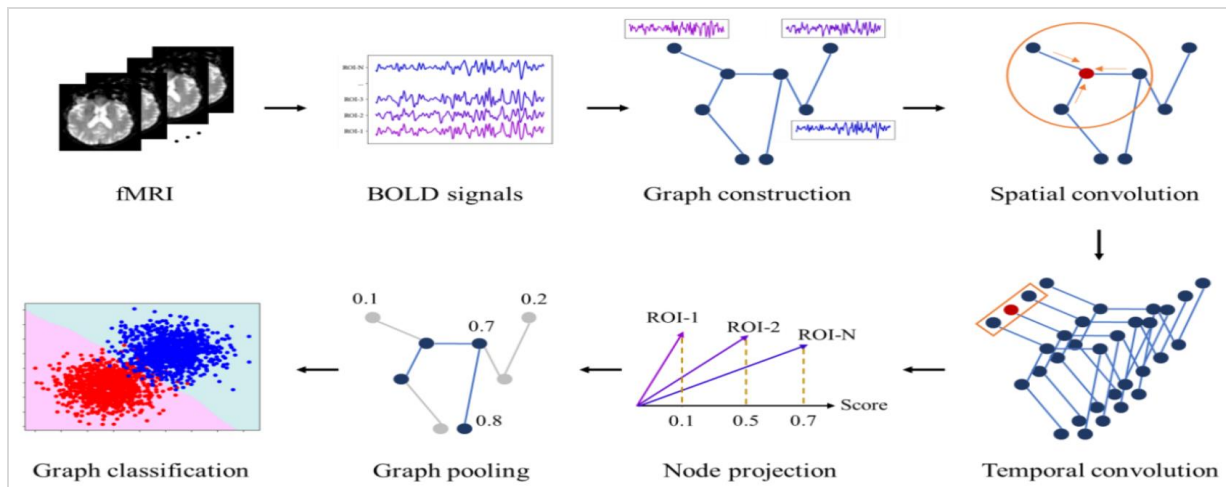 ROI-N
...
ROI-3
ROI-2
ROI-1
fMRI
BOLD signals
Graph construction
Spatial convolution
0.1
0.2
0.7
0.8
ROI-1
ROI-2
ROI-N
Score
0.1
0.5
0.7
Graph classification
Graph pooling
Node projection
Temporal convolution